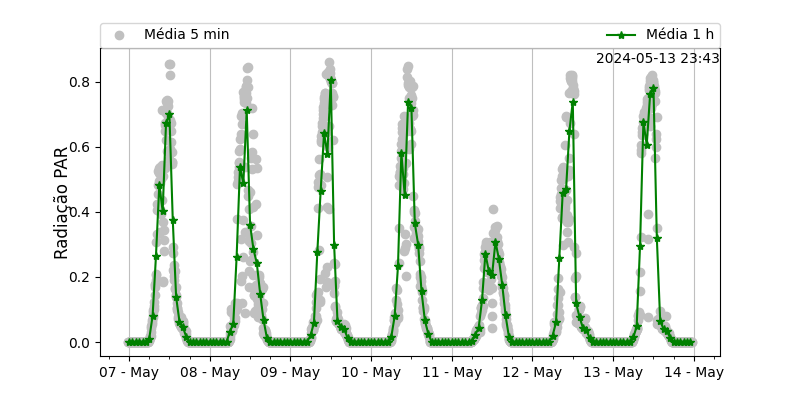 Média 5 min
Média 1 h
2024-05-13 23:43
Radiação PAR
0.8
0.6
0.4
0.2
0.0
07 - May
08 - May
09 - May
10 - May
11 - May
12 - May
13 - May
14 - May